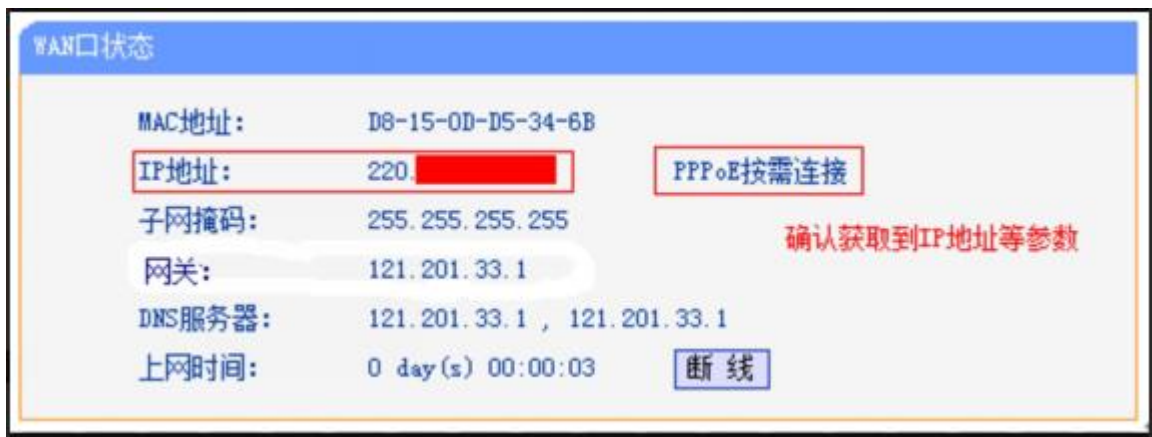 WAN口状态
MAC地址: D8-15-0D-D5-34-6B
IP地址: 220. PPPoE按需连接
子网掩码: 255.255.255.255
确认获取到IP地址等参数
网关: 121.201.33.1
DNS服务器: 121.201.33.1 , 121.201.33.1
上网时间: 0 day(s) 00:00:03 断 线